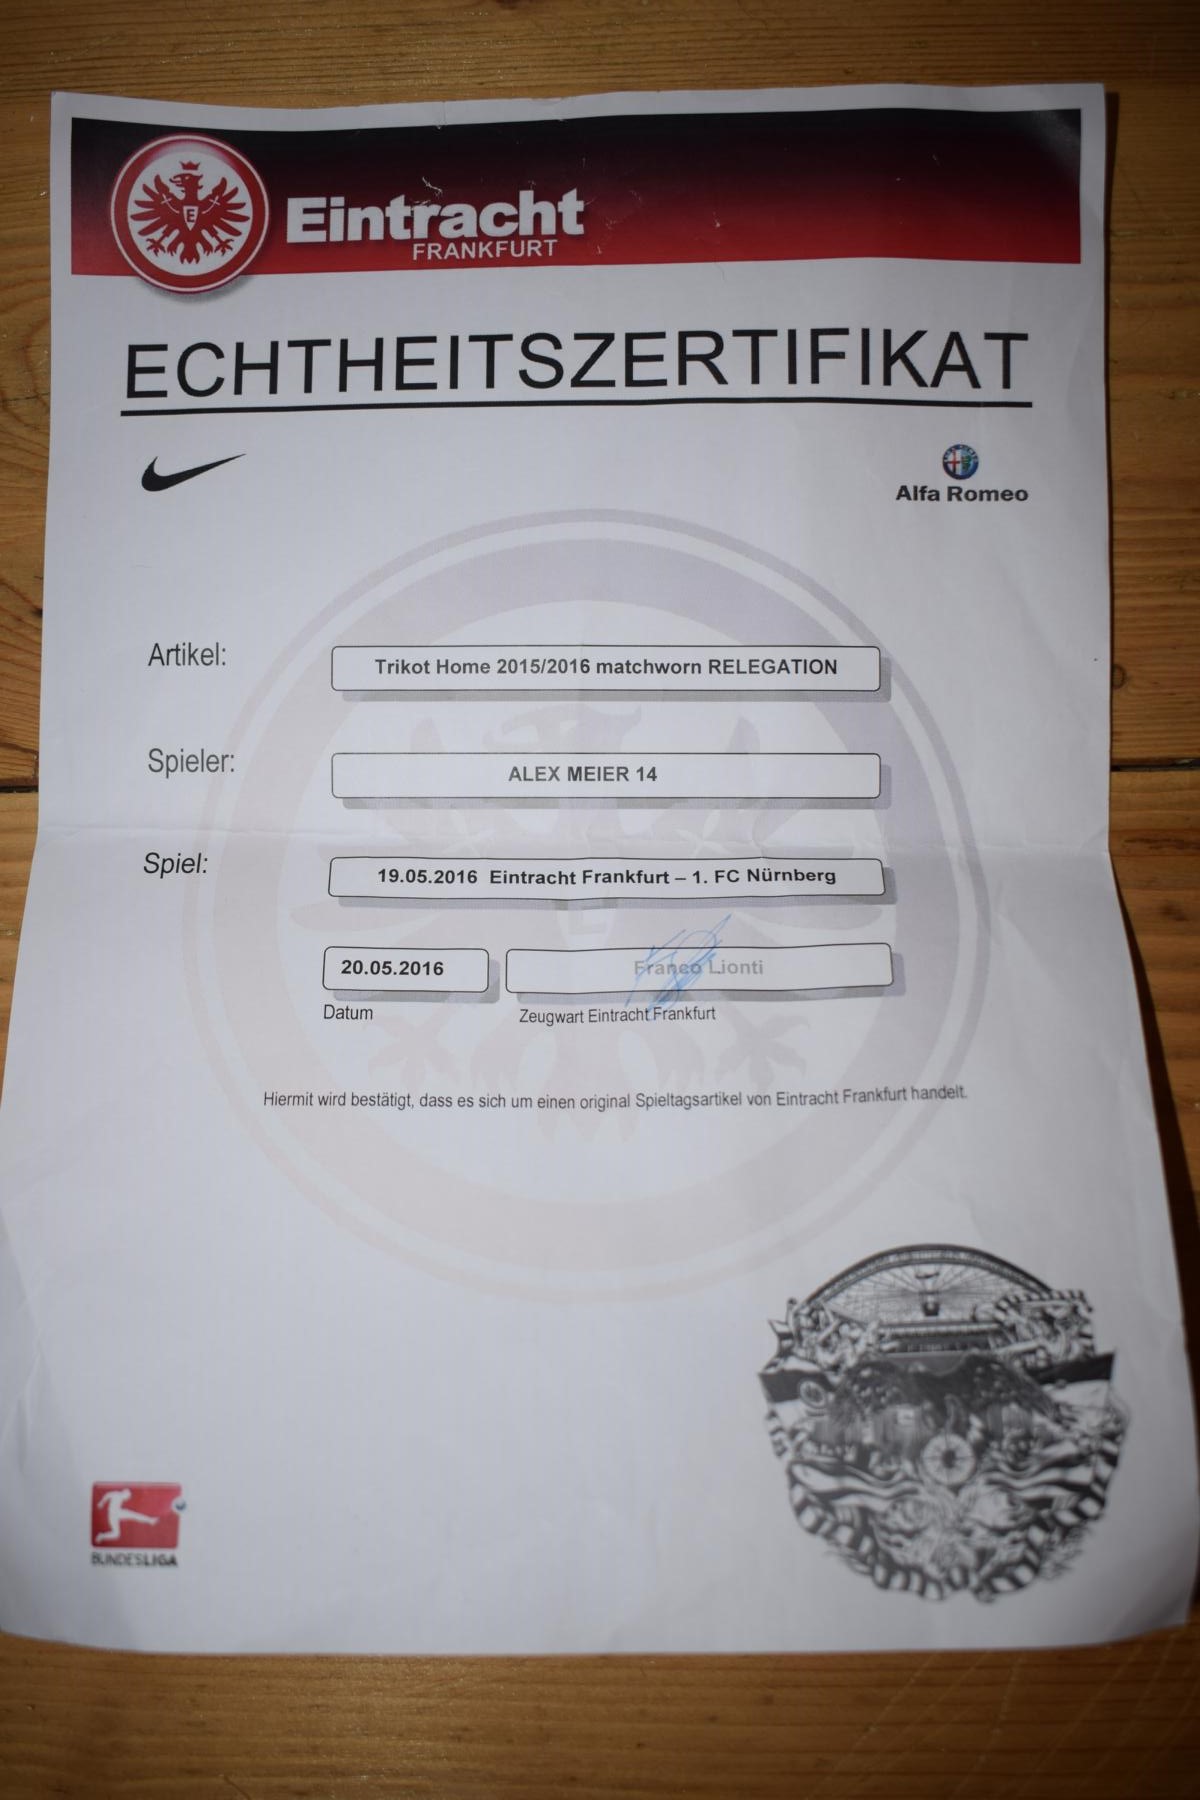 Eintracht
FRANKFURT
ECHTHEITSZERTIFIKAT
Alfa Romeo
Artikel: Trikot Home 2015/2016 matchworn RELEGATION
Spieler: ALEX MEIER 14
Spiel: 19.05.2016 Eintracht Frankfurt – 1. FC Nürnberg
20.05.2016 Franco Lionti
Datum Zeugwart Eintracht Frankfurt
Hiermit wird bestätigt, dass es sich um einen original Spieltagsartikel von Eintracht Frankfurt handelt.
BUNDESLIGA